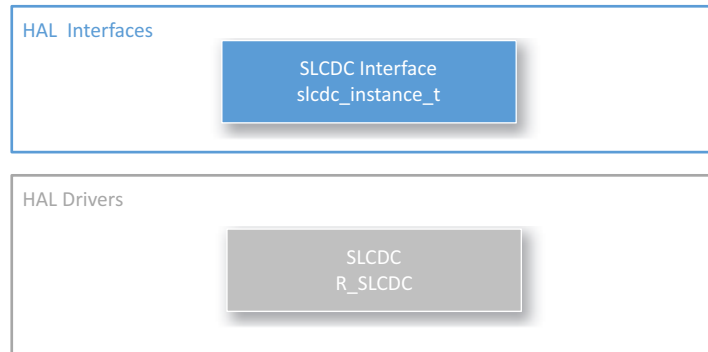 HAL Interfaces
SLCDC Interface
slcdc_instance_t
HAL Drivers
SLCDC
R_SLCDC